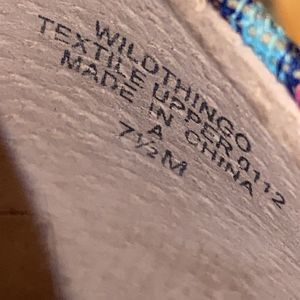 WILDTHINGO
TEXTILE UPPER 0112
MADE IN CHINA
A
7½M